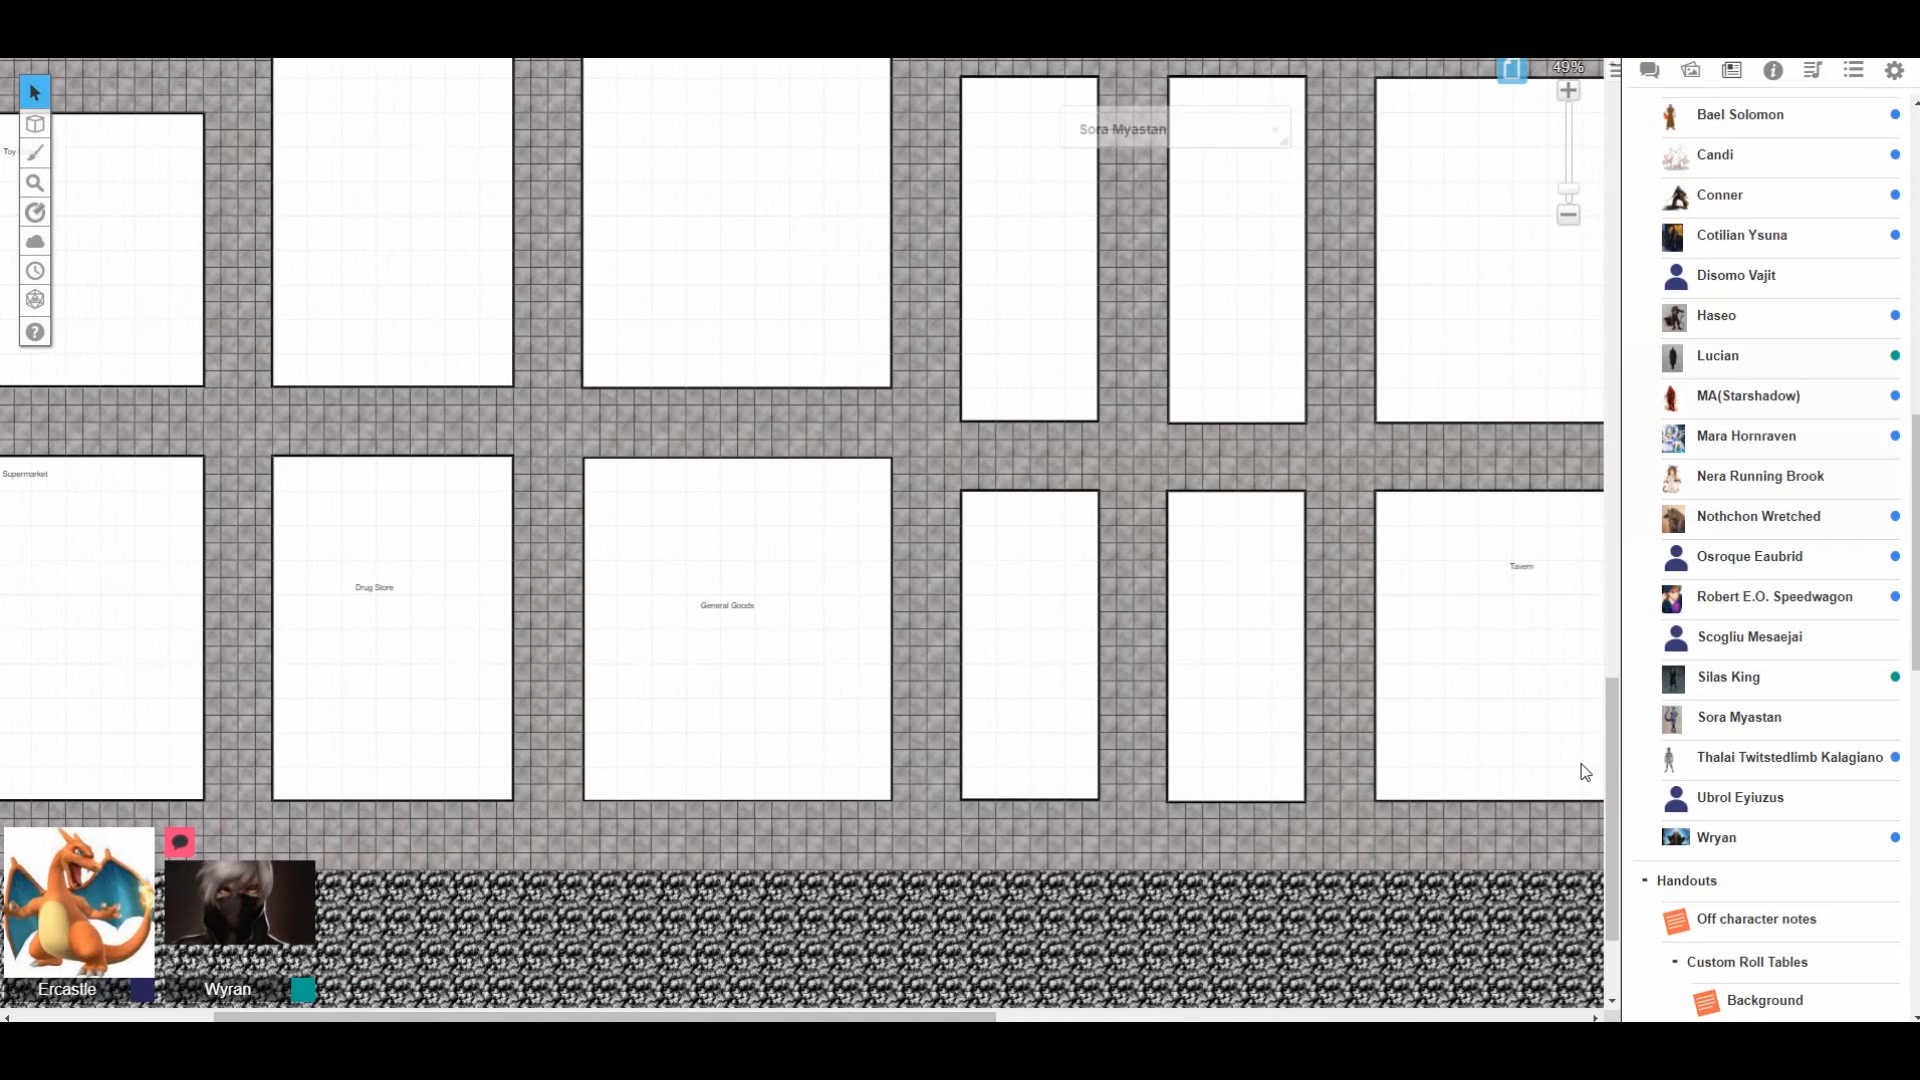 49%
Toy
Sora Myastan
Supermarket
Drug Store
General Goods
Tavern
Ercastle
Wyran
Bael Solomon
Candi
Conner
Cotilian Ysuna
Disomo Vajit
Haseo
Lucian
MA(Starshadow)
Mara Hornraven
Nera Running Brook
Nothchon Wretched
Osroque Eaubrid
Robert E.O. Speedwagon
Scogliu Mesaejai
Silas King
Sora Myastan
Thalai Twitstedlimb Kalagiano
Ubrol Eyiuzus
Wryan
Handouts
Off character notes
Custom Roll Tables
Background